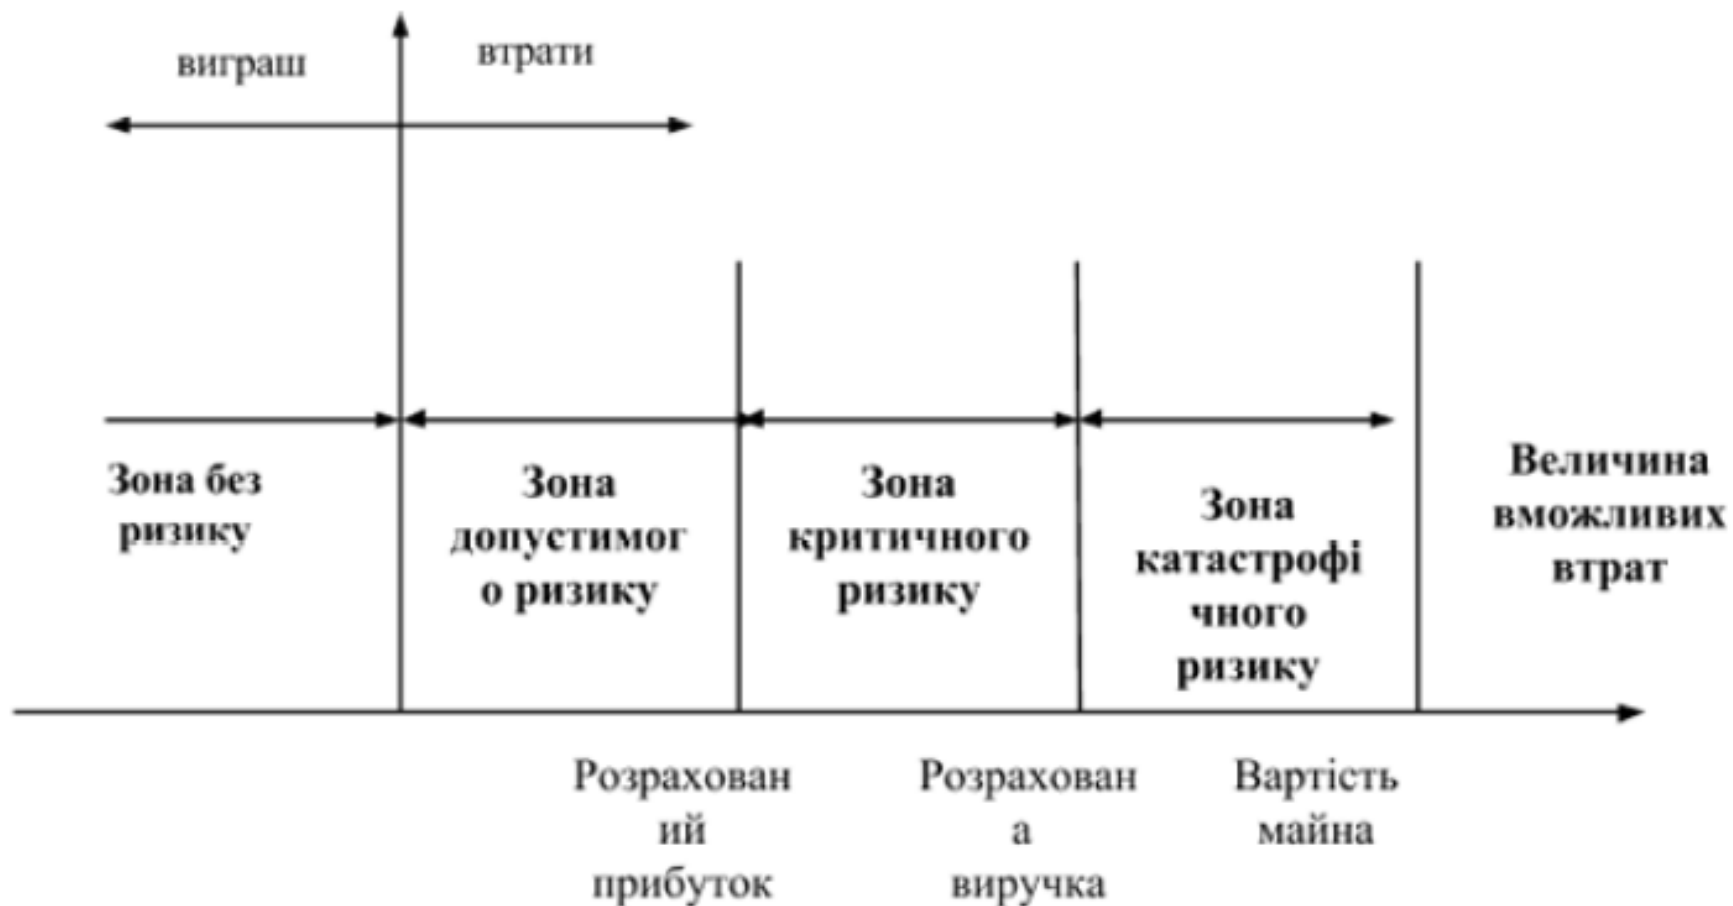 виграш
втрати
Зона без
ризику
Зона
допустимог
о ризику
Зона
критичного
ризику
Зона
катастрофі
чного
ризику
Величина
вможливих
втрат
Розрахован
ий
прибуток
Розрахован
а
виручка
Вартість
майна